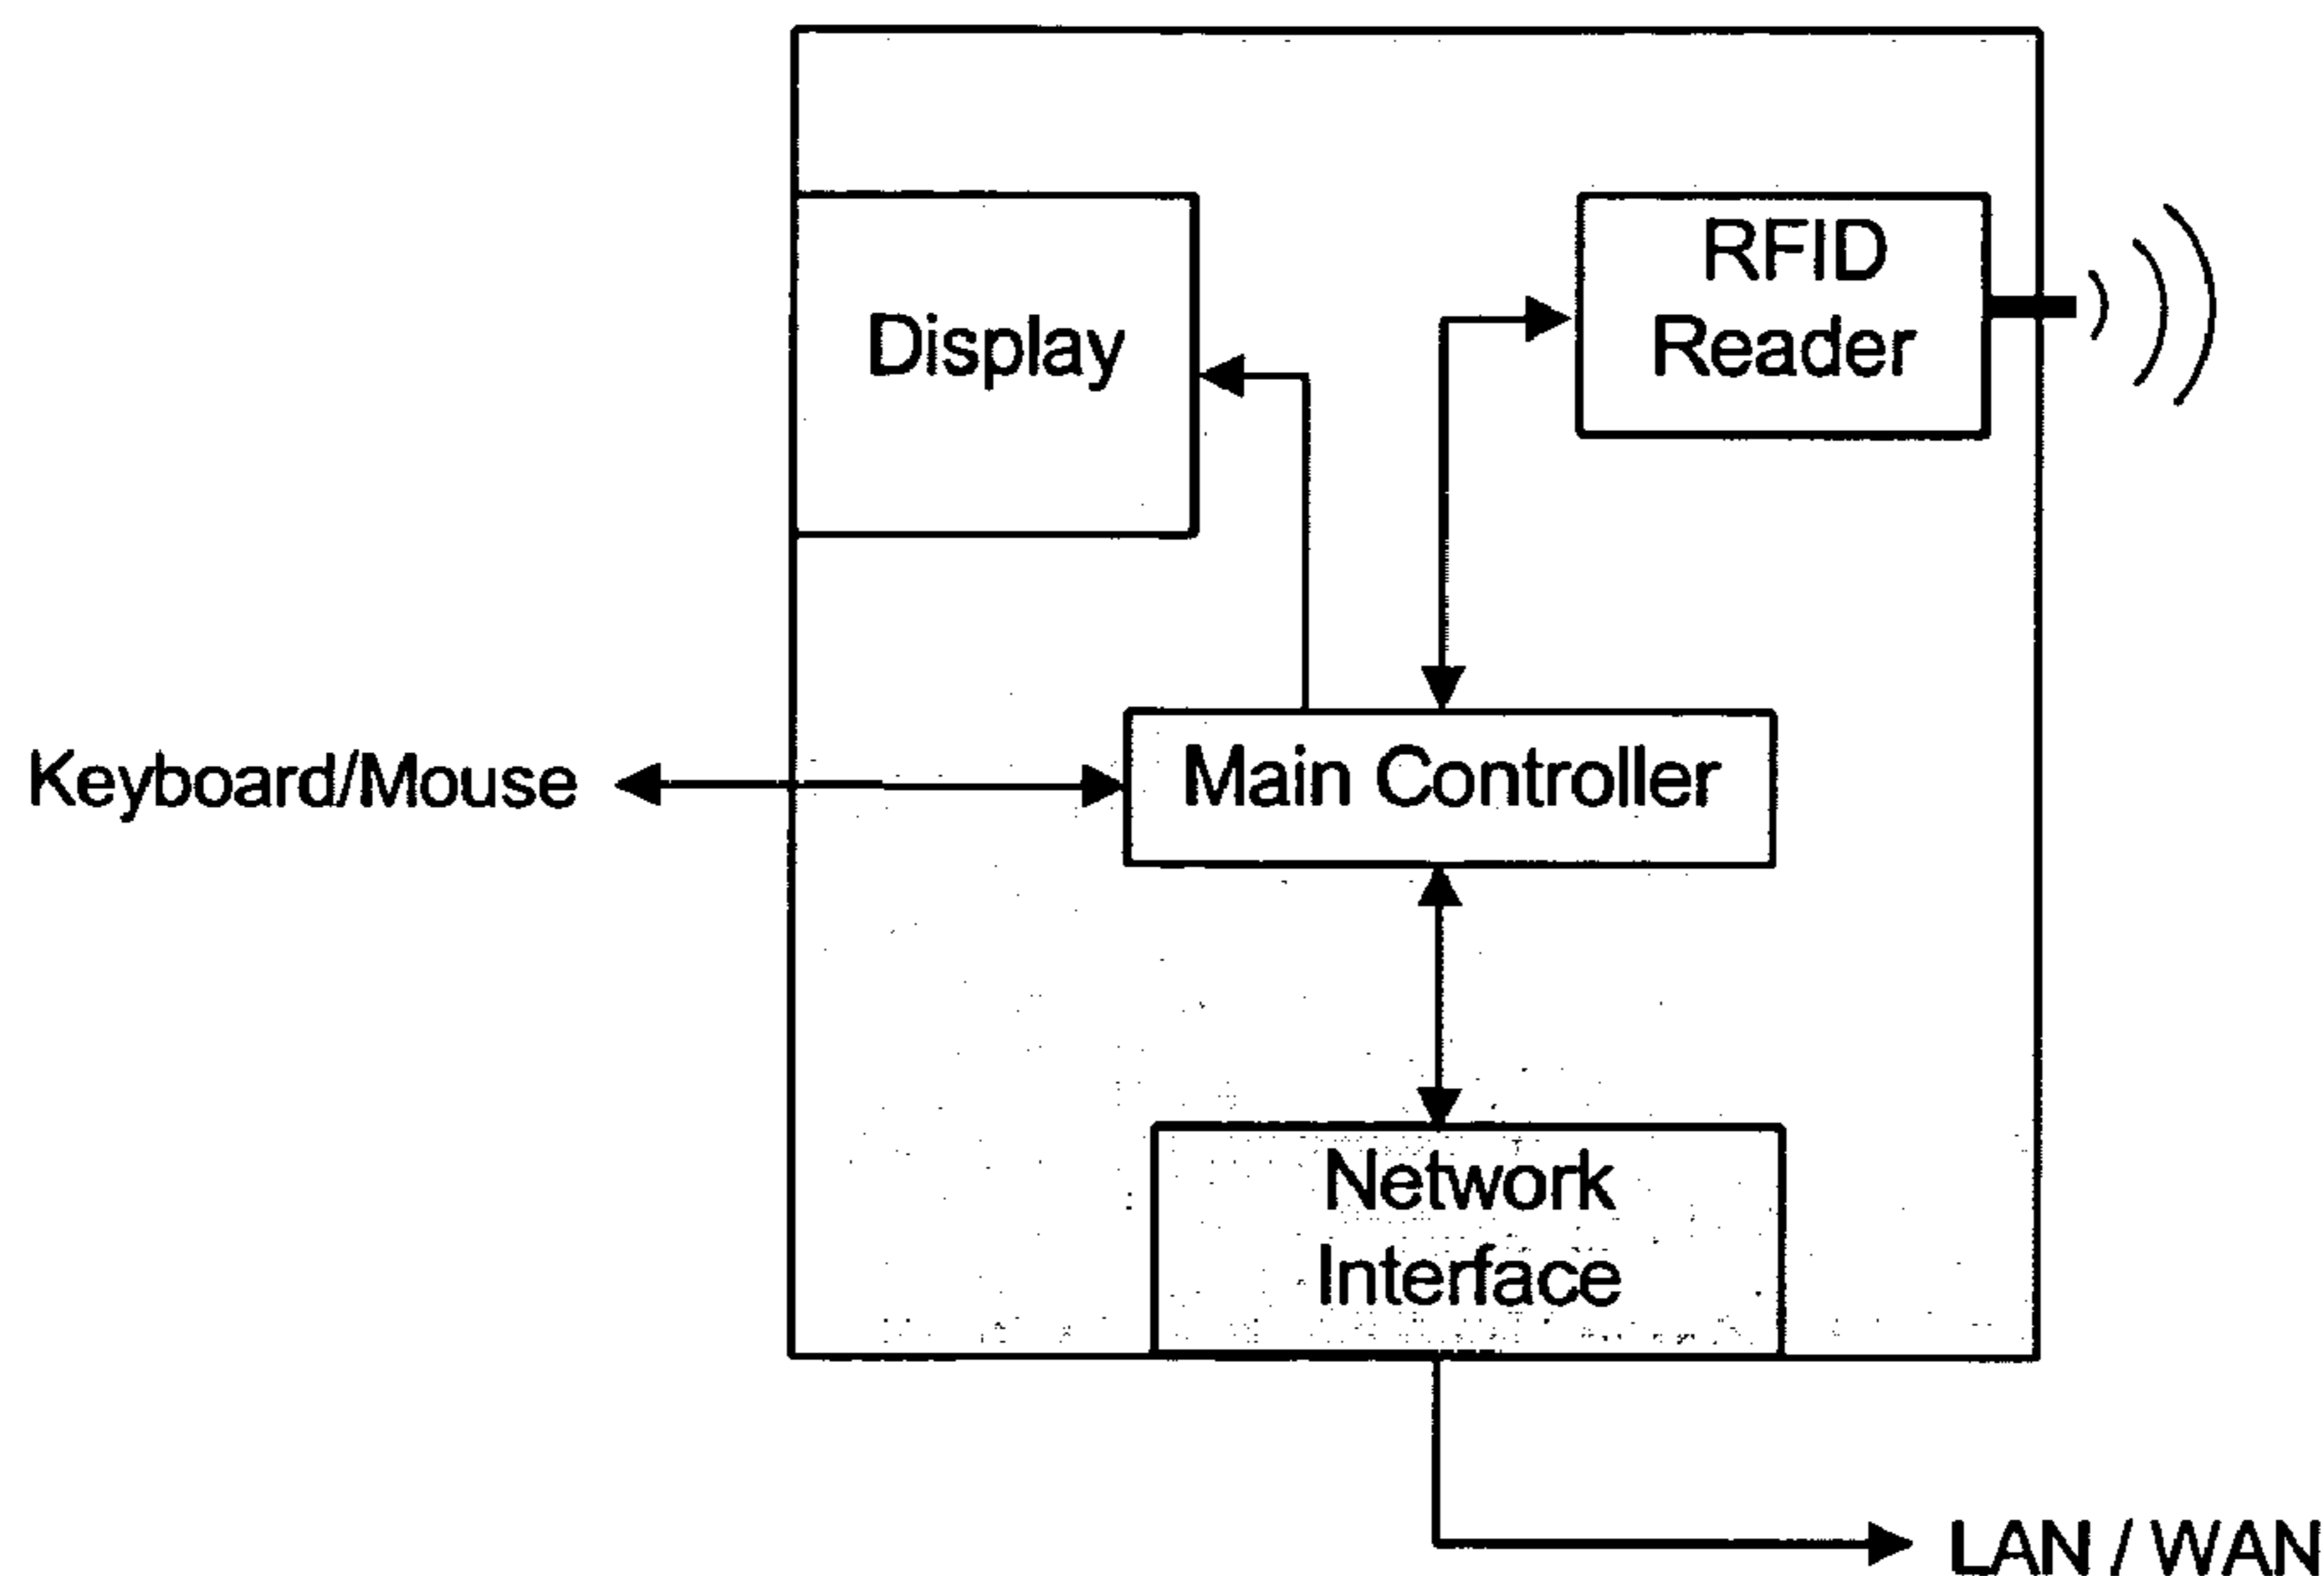 RFID
Reader
Display
Keyboard/Mouse
Main Controller
Network
Interface
LAN / WAN